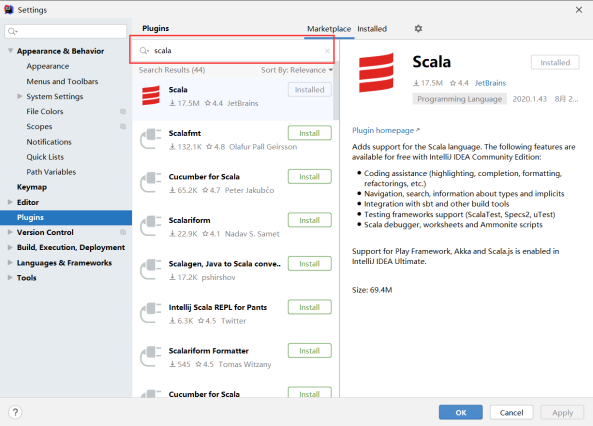 Settings
Appearance & Behavior
Appearance
Menus and Toolbars
System Settings
File Colors
Scopes
Notifications
Quick Lists
Path Variables
Keymap
Editor
Plugins
Version Control
Build, Execution, Deployment
Languages & Frameworks
Tools
Plugins
Marketplace
Installed
scala
Search Results (44)
Sort By: Relevance
Scala
17.5M 4.4 JetBrains
Installed
Scalafmt
132.1K 4.8 Olafur Pall Geirsson
Install
Cucumber for Scala
65.2K 4.7 Peter Jakubčo
Install
Scalariform
22.9K 4.1 Nadav S. Samet
Install
Scalagen, Java to Scala conve..
17.2K pshirshov
Install
Intellij Scala REPL for Pants
6.3K 4.5 Twitter
Install
Scalariform Formatter
545 4.5 Tomas Witzany
Install
Cucumber for Scala
Install
Scala
Installed
17.5M 4.4 JetBrains
Programming Language 2020.1.43 8月 2...
Plugin homepage
Adds support for the Scala language. The following features are
available for free with IntelliJ IDEA Community Edition:
• Coding assistance (highlighting, completion, formatting,
refactorings, etc.)
• Navigation, search, information about types and implicits
• Integration with sbt and other build tools
• Testing frameworks support (ScalaTest, Specs2, uTest)
• Scala debugger, worksheets and Ammonite scripts
Support for Play Framework, Akka and Scala.js is enabled in
IntelliJ IDEA Ultimate.
Size: 69.4M
?
OK
Cancel
Apply